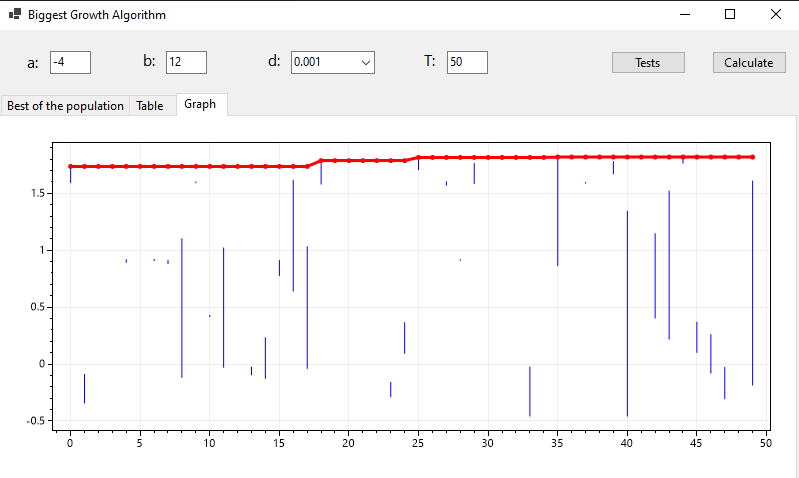 Biggest Growth Algorithm
a: -4 b: 12 d: 0.001 T: 50 Tests Calculate
Best of the population Table Graph
1.5
1
0.5
0
-0.5
0 5 10 15 20 25 30 35 40 45 50